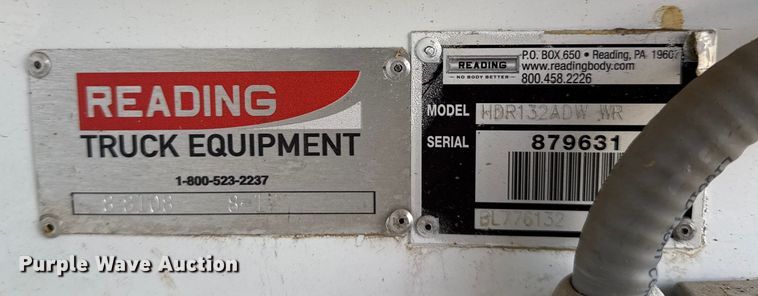 READING
TRUCK EQUIPMENT
1-800-523-2237
READING
NO BODY BETTER
P.O. BOX 650 • Reading, PA 19607
www.readingbody.com
800.458.2226
MODEL HDR132ADW WR
SERIAL 879631
BL776132
Purple Wave Auction